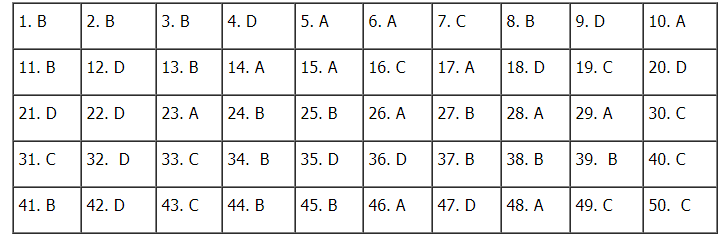 1. B 2. B 3. B 4. D 5. A 6. A 7. C 8. B 9. D 10. A
11. B 12. D 13. B 14. A 15. A 16. C 17. A 18. D 19. C 20. D
21. D 22. D 23. A 24. B 25. B 26. A 27. B 28. A 29. A 30. C
31. C 32. D 33. C 34. B 35. D 36. D 37. B 38. B 39. B 40. C
41. B 42. D 43. C 44. B 45. B 46. A 47. D 48. A 49. C 50. C